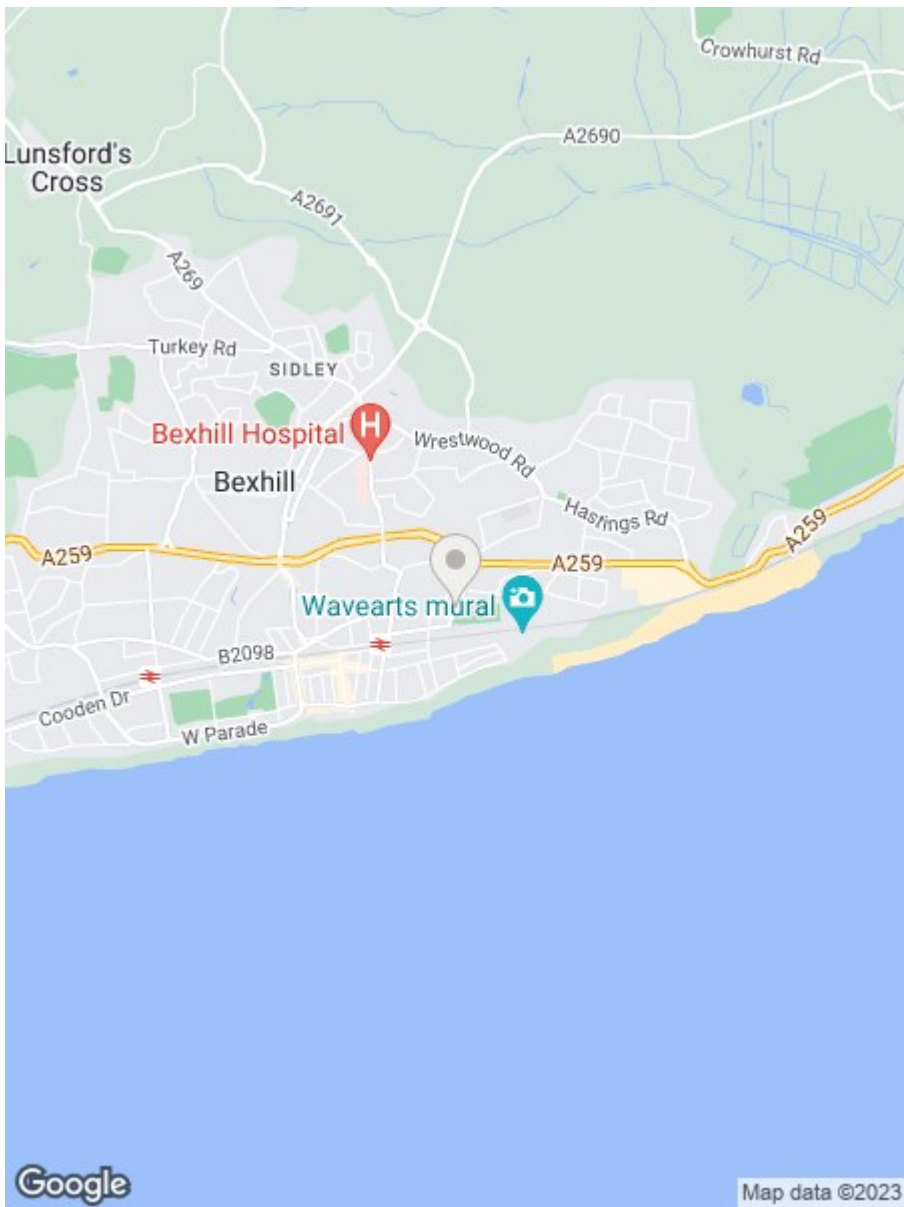 Crowhurst Rd
A2690
Lunsford's
Cross
A2691
A269
Turkey Rd
SIDLEY
Bexhill Hospital
H
Wrestwood Rd
Bexhill
Hastings Rd
A259
A259
A259
Wavearts mural
B2098
Cooden Dr
W Parade
Google
Map data ©2023